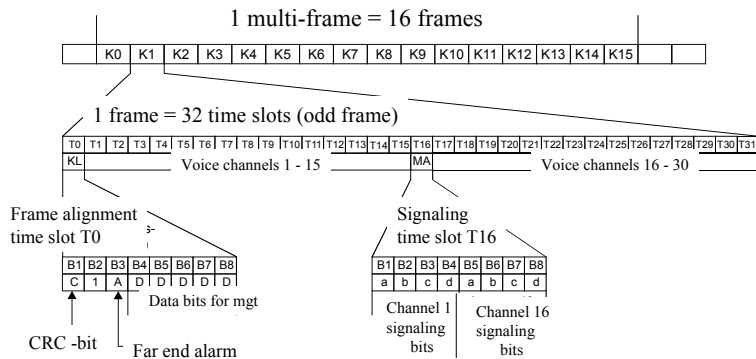 1 multi-frame = 16 frames
K0 K1 K2 K3 K4 K5 K6 K7 K8 K9 K10 K11 K12 K13 K14 K15
1 frame = 32 time slots (odd frame)
T0 T1 T2 T3 T4 T5 T6 T7 T8 T9 T10 T11 T12 T13 T14 T15 T16 T17 T18 T19 T20 T21 T22 T23 T24 T25 T26 T27 T28 T29 T30 T31
KL Voice channels 1 - 15 MA Voice channels 16 - 30
Frame alignment
time slot T0
Signaling
time slot T16
B1 B2 B3 B4 B5 B6 B7 B8
C 1 A D D D D D
Data bits for mgt
CRC -bit
Far end alarm
B1 B2 B3 B4 B5 B6 B7 B8
a b c d a b c d
Channel 1
signaling
bits
Channel 16
signaling
bits